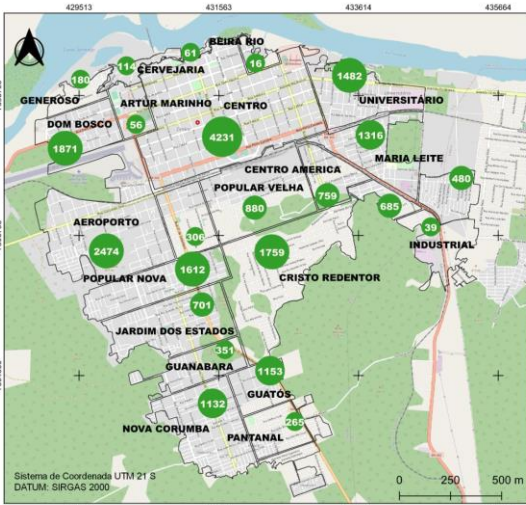 429513 431563 433614 435664
BEIRA RIO
61
114
16
CERVEJARIA
180
1482
GENEROSO
ARTUR MARINHO CENTRO
UNIVERSITÁRIO
DOM BOSCO
56
4231
1316
1871
MARIA LEITE
CENTRO AMERICA
480
POPULAR VELHA
759
880
685
AEROPORTO
39
306
INDUSTRIAL
2474
1759
1612
POPULAR NOVA
CRISTO REDENTOR
701
JARDIM DOS ESTADOS
351
GUANABARA
1153
GUATÓS
1132
265
NOVA CORUMBA
PANTANAL
Sistema de Coordenada UTM 21 S
DATUM: SIRGAS 2000
0 250 500 m